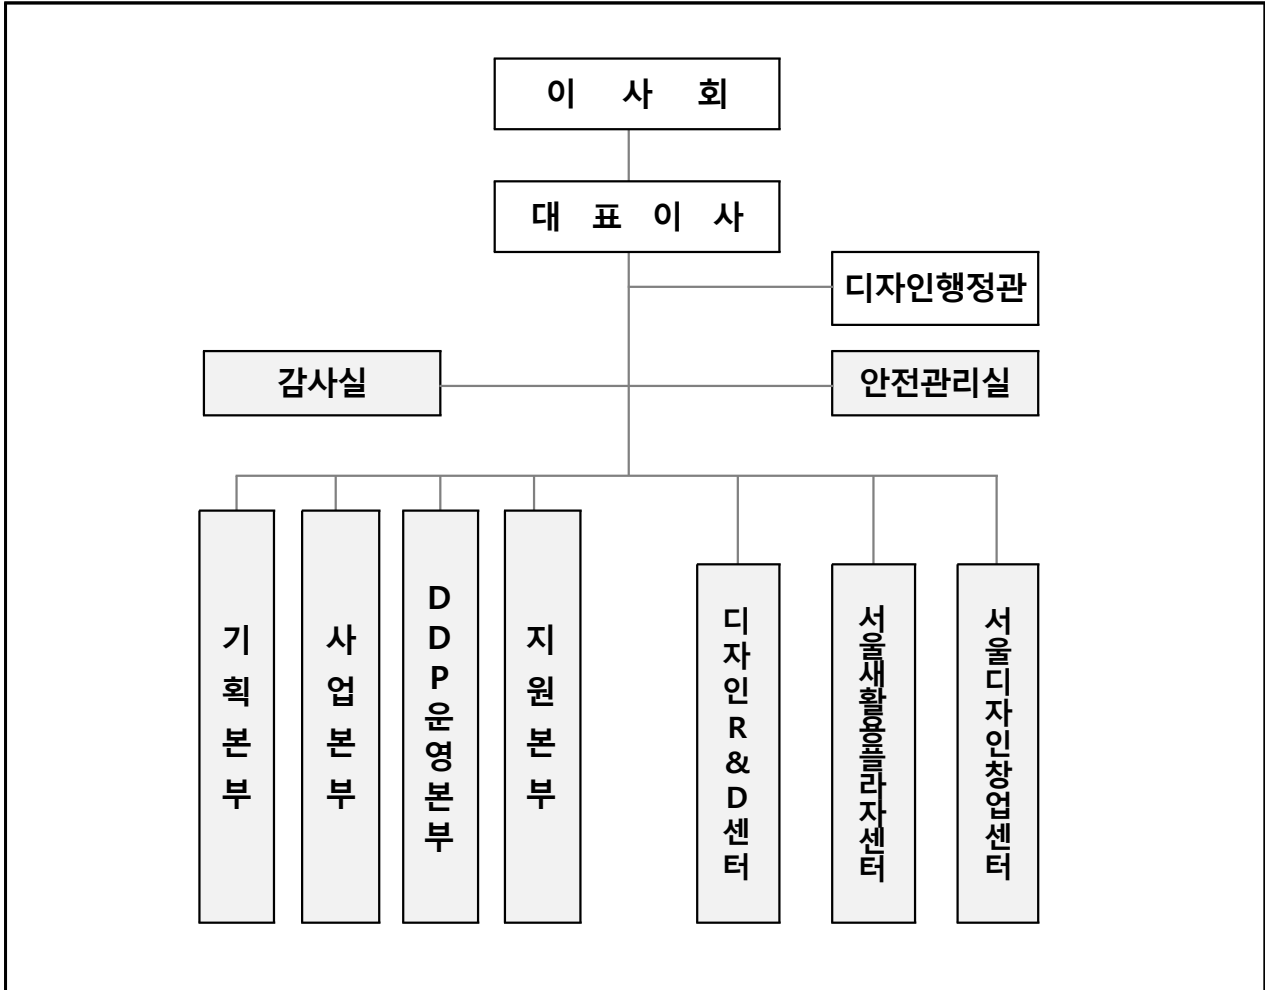 이 사 회
대 표 이 사
디자인행정관
감사실
안전관리실
기획본부
사업본부
DDP운영본부
지원본부
디자인R&D센터
서울새활용플라자센터
서울디자인창업센터